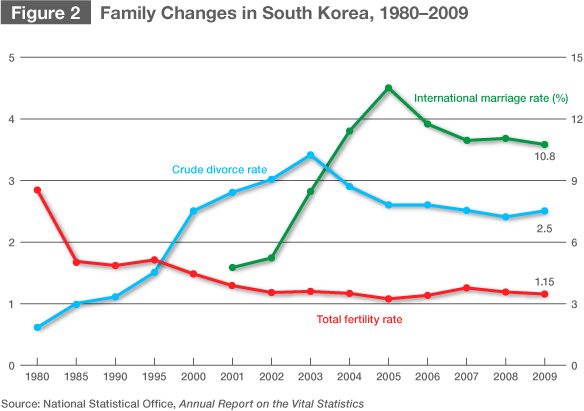 Figure 2 Family Changes in South Korea, 1980–2009
5 15
International marriage rate (%)
4 12
10.8
Crude divorce rate
3 9
2.5
2 6
1.15
1 3
Total fertility rate
0 0
1980 1985 1990 1995 2000 2001 2002 2003 2004 2005 2006 2007 2008 2009
Source: National Statistical Office, Annual Report on the Vital Statistics